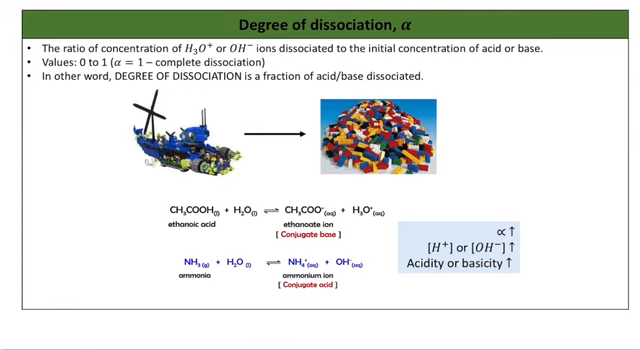 Degree of dissociation, α
• The ratio of concentration of H₃O⁺ or OH⁻ ions dissociated to the initial concentration of acid or base.
• Values: 0 to 1 (α = 1 – complete dissociation)
• In other word, DEGREE OF DISSOCIATION is a fraction of acid/base dissociated.
CH₃COOH(l) + H₂O(l) ⇌ CH₃COO⁻(aq) + H₃O⁺(aq)
ethanoic acid ethanoate ion
[ Conjugate base ]
NH₃ (g) + H₂O (l) ⇌ NH₄⁺(aq) + OH⁻(aq)
ammonia ammonium ion
[ Conjugate acid ]
∝ ↑
[H⁺] or [OH⁻] ↑
Acidity or basicity ↑